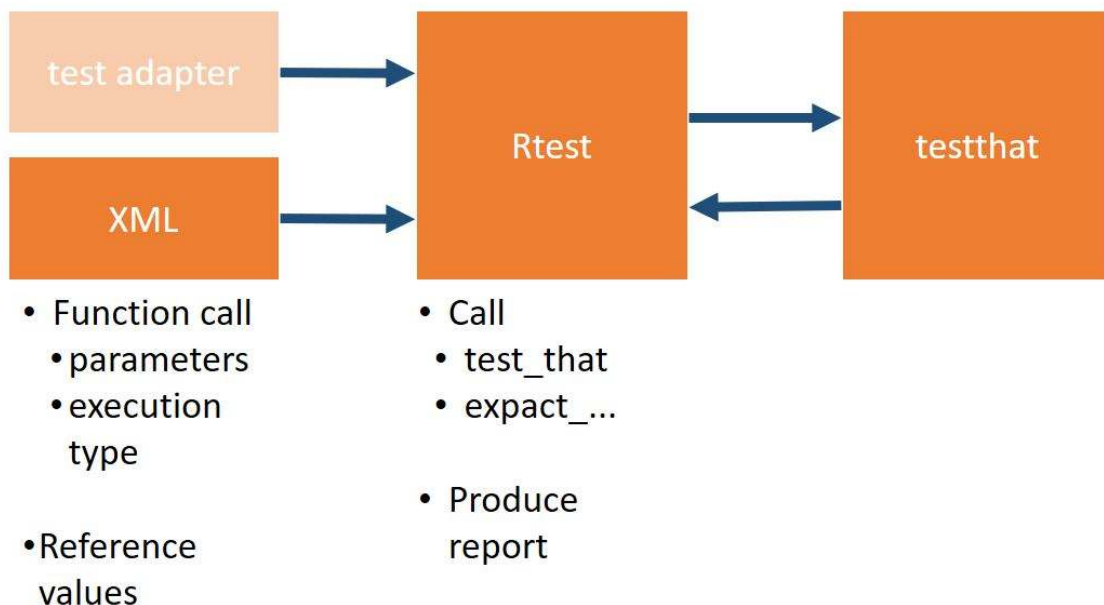 test adapter
Rtest
testthat
XML
• Function call
•parameters
•execution
type
•Reference
values
• Call
• test_that
• expact_...
• Produce
report